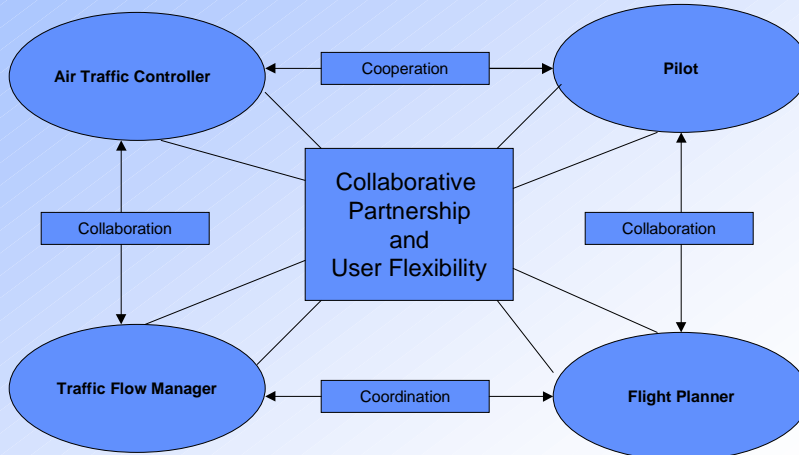 Air Traffic Controller
Cooperation
Pilot
Collaboration
Collaborative
Partnership
and
User Flexibility
Collaboration
Traffic Flow Manager
Coordination
Flight Planner